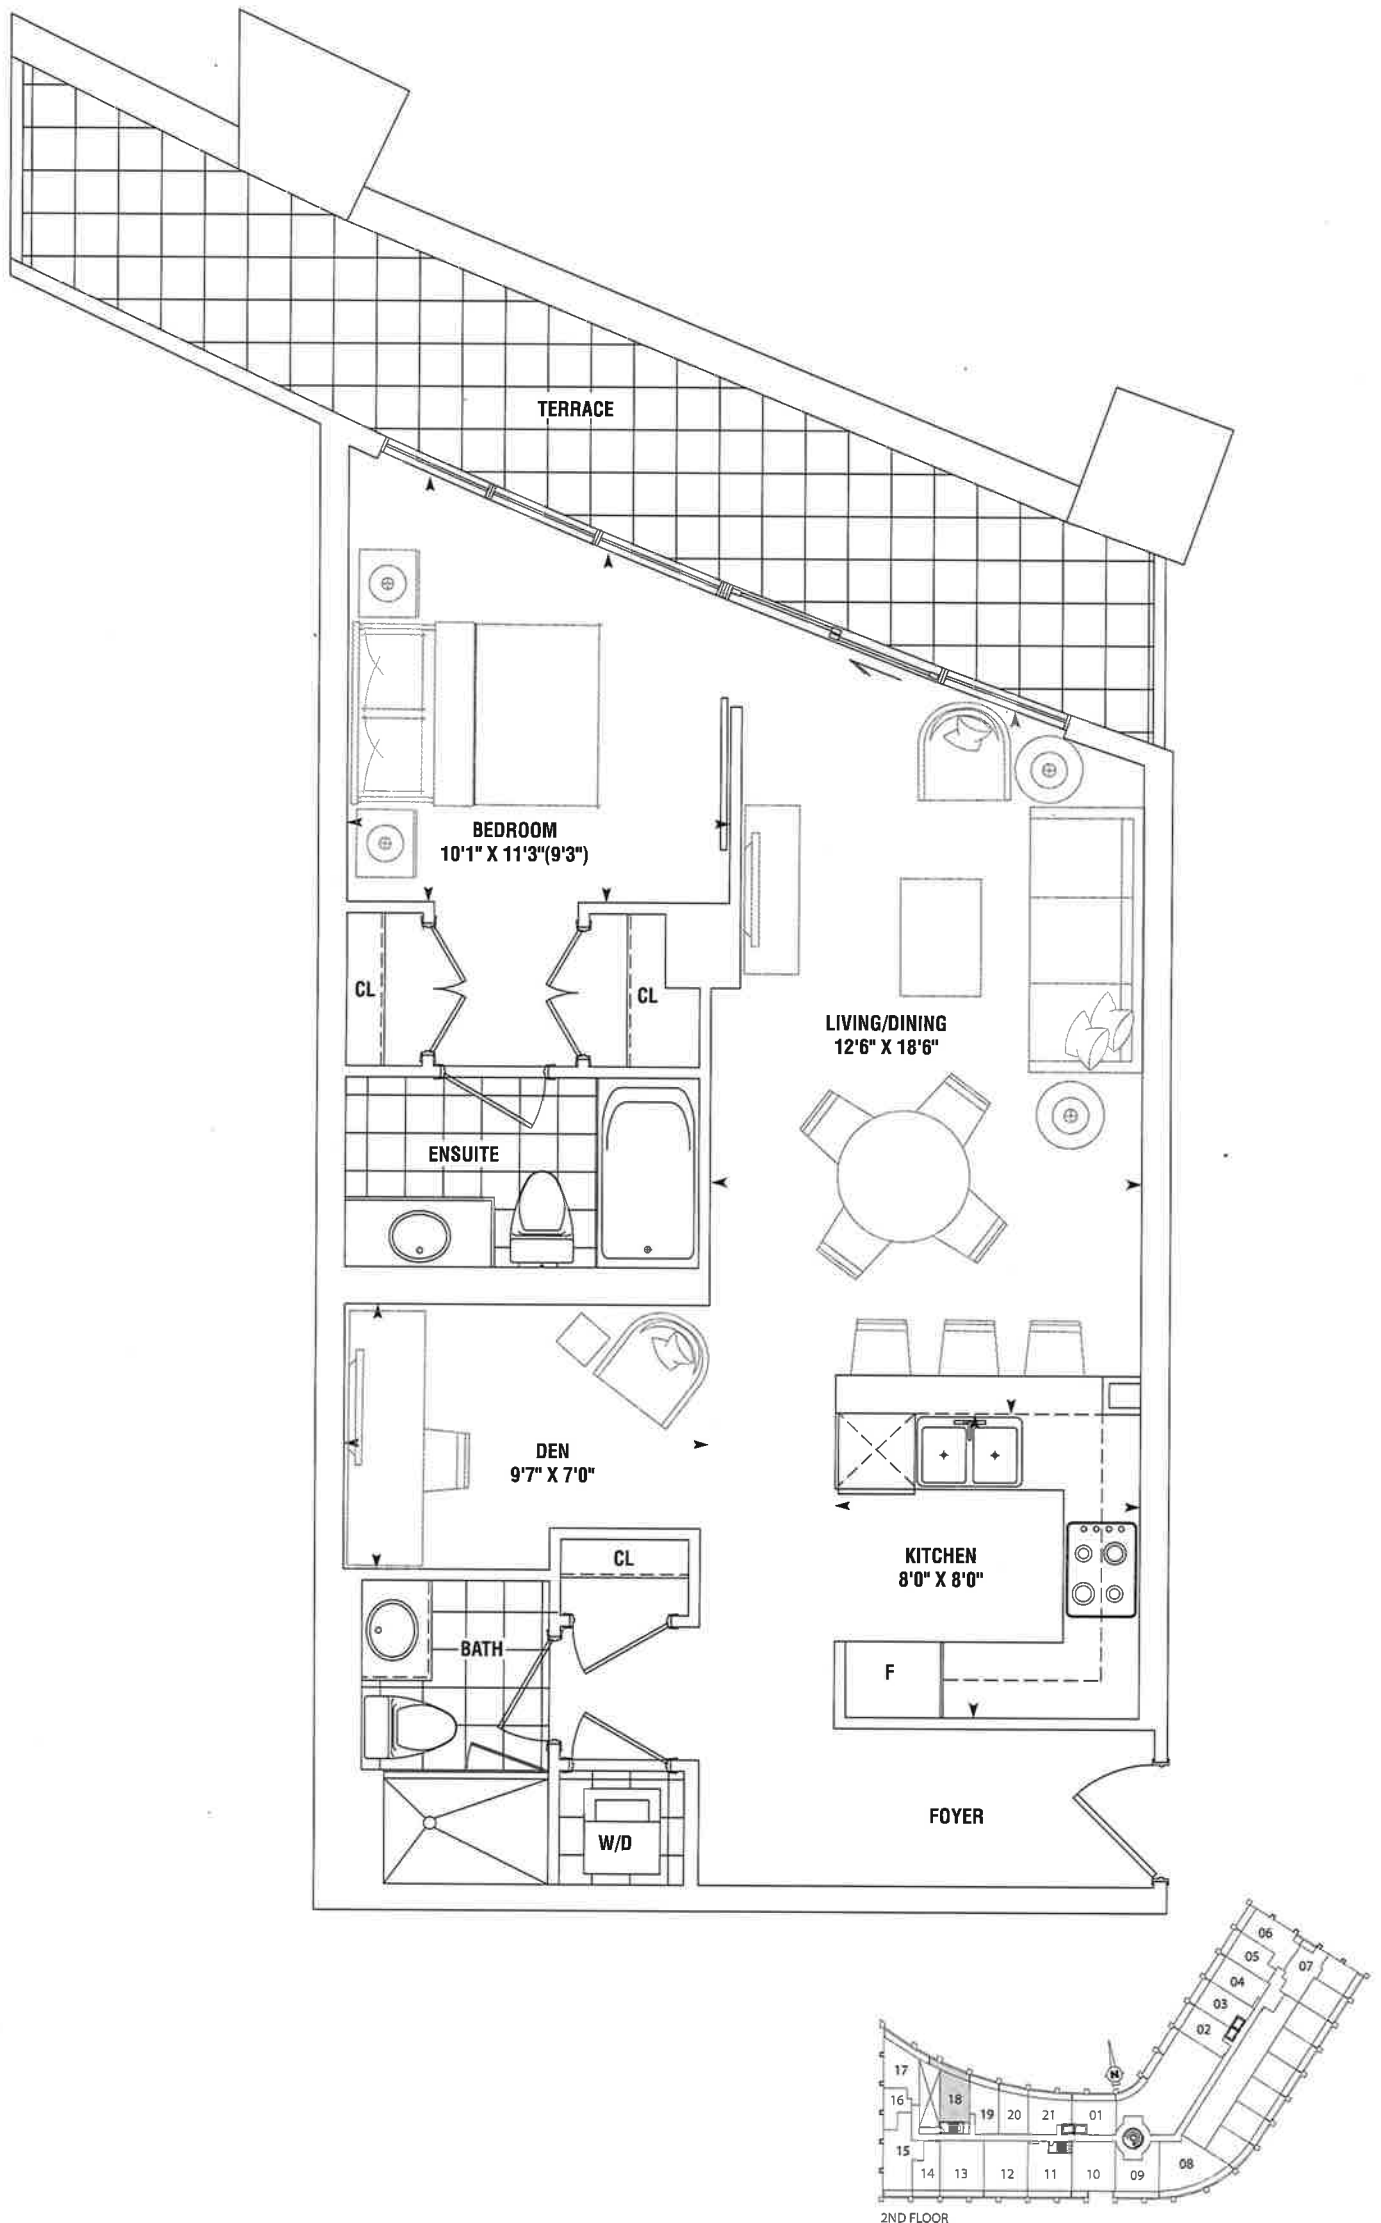 TERRACE
BEDROOM
10'1" X 11'3"(9'3")
CL
CL
LIVING/DINING
12'6" X 18'6"
ENSUITE
DEN
9'7" X 7'0"
CL
KITCHEN
8'0" X 8'0"
BATH
F
FOYER
W/D
06
05
07
04
03
02
17
N
16
18
19
20
21
01
15
14
13
12
11
10
09
08
2ND FLOOR